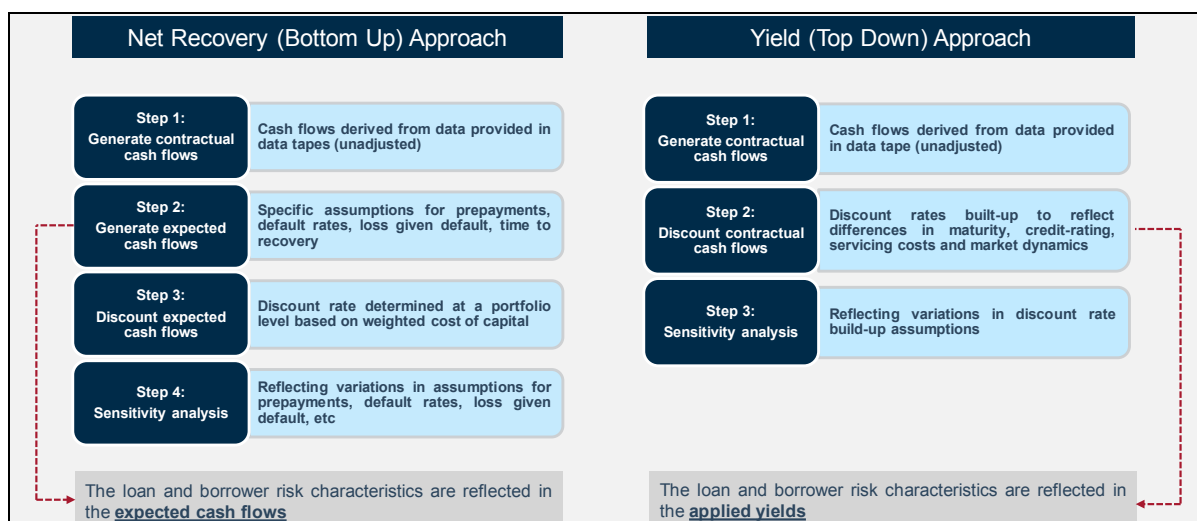 Net Recovery (Bottom Up) Approach
Step 1:
Generate contractual
cash flows
Cash flows derived from data provided in
data tapes (unadjusted)
Step 2:
Generate expected
cash flows
Specific assumptions for prepayments,
default rates, loss given default, time to
recovery
Step 3:
Discount expected
cash flows
Discount rate determined at a portfolio
level based on weighted cost of capital
Step 4:
Sensitivity analysis
Reflecting variations in assumptions for
prepayments, default rates, loss given
default, etc
The loan and borrower risk characteristics are reflected in
the expected cash flows
Yield (Top Down) Approach
Step 1:
Generate contractual
cash flows
Cash flows derived from data provided
in data tape (unadjusted)
Step 2:
Discount contractual
cash flows
Discount rates built-up to reflect
differences in maturity, credit-rating,
servicing costs and market dynamics
Step 3:
Sensitivity analysis
Reflecting variations in discount rate
build-up assumptions
The loan and borrower risk characteristics are reflected in
the applied yields